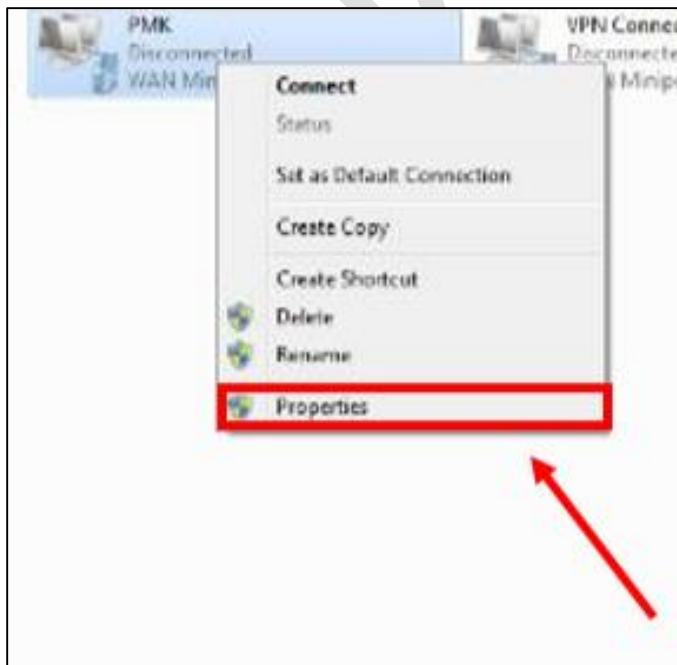 PMK
Disconnected
WAN Min
VPN Connec
Disconnecte
Minip
Connect
Status
Set as Default Connection
Create Copy
Create Shortcut
Delete
Rename
Properties